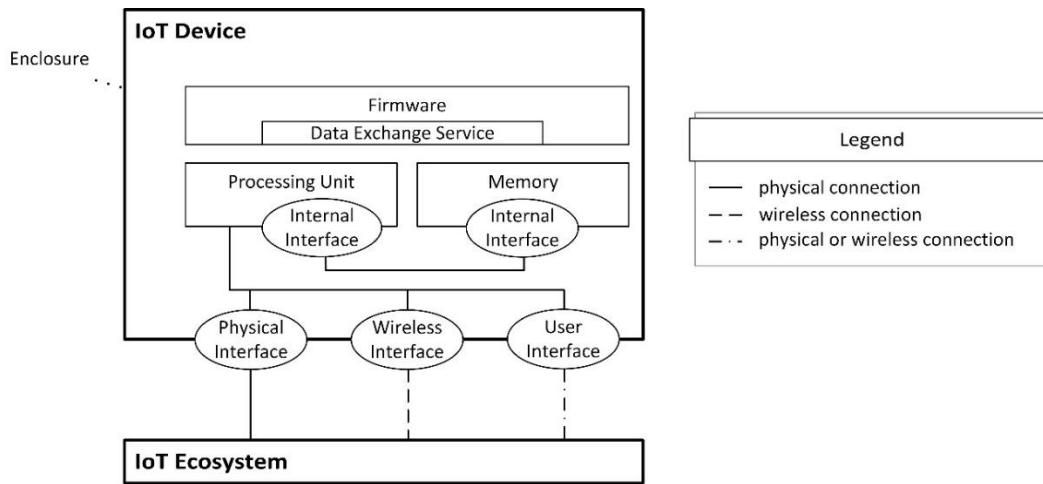 IoT Device
Enclosure
Firmware
Data Exchange Service
Processing Unit
Memory
Internal
Interface
Internal
Interface
Physical
Interface
Wireless
Interface
User
Interface
IoT Ecosystem
Legend
physical connection
wireless connection
physical or wireless connection